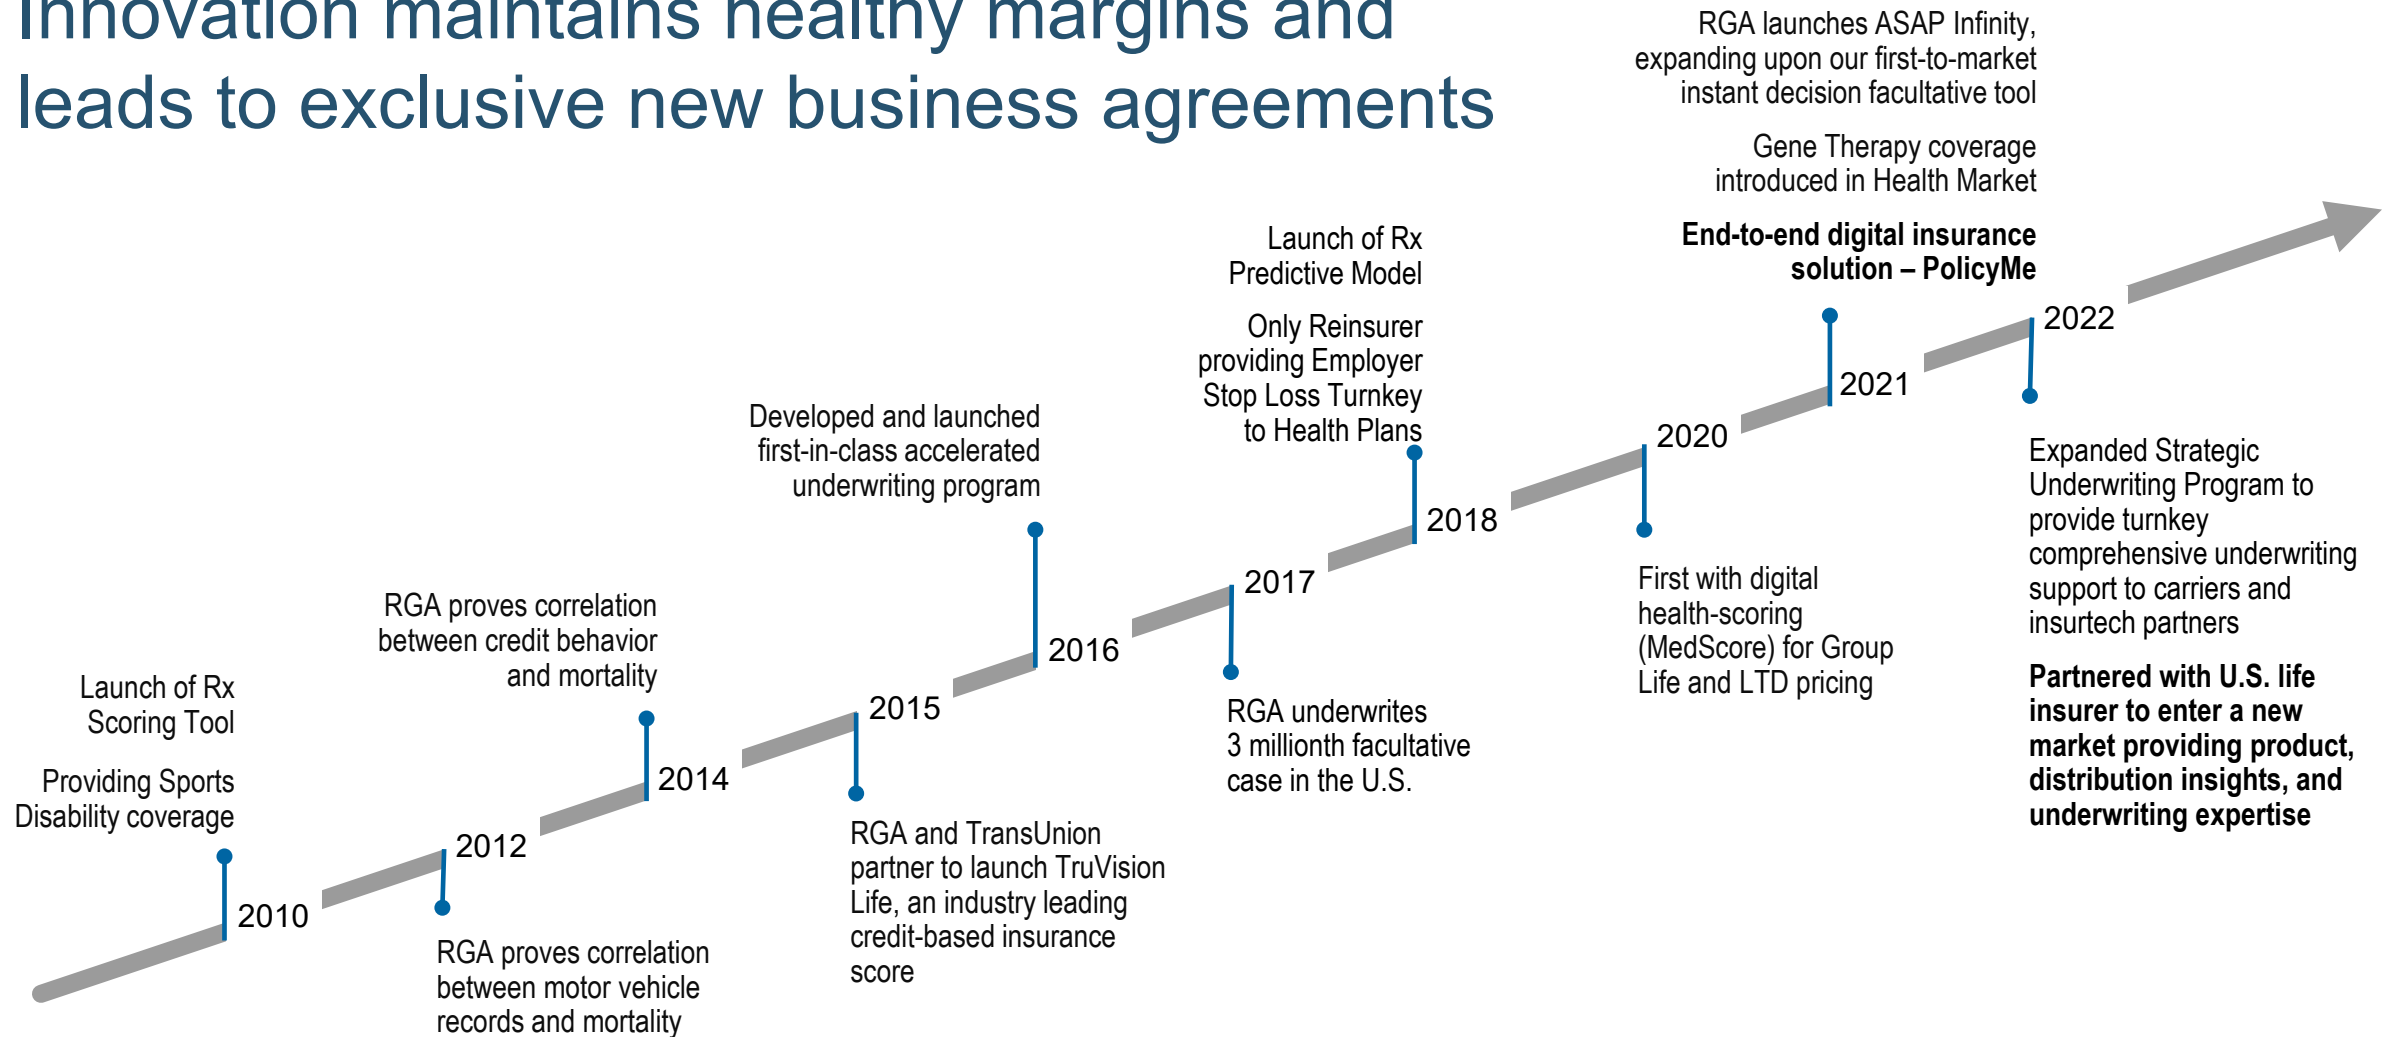 Innovation maintains healthy margins and
leads to exclusive new business agreements
Launch of Rx
Scoring Tool
Providing Sports
Disability coverage
2010
2012
RGA proves correlation
between motor vehicle
records and mortality
RGA proves correlation
between credit behavior
and mortality
2014
2015
RGA and TransUnion
partner to launch TruVision
Life, an industry leading
credit-based insurance
score
Developed and launched
first-in-class accelerated
underwriting program
2016
2017
RGA underwrites
3 millionth facultative
case in the U.S.
Launch of Rx
Predictive Model
Only Reinsurer
providing Employer
Stop Loss Turnkey
to Health Plans
2018
2020
First with digital
health-scoring
(MedScore) for Group
Life and LTD pricing
RGA launches ASAP Infinity,
expanding upon our first-to-market
instant decision facultative tool
Gene Therapy coverage
introduced in Health Market
End-to-end digital insurance
solution – PolicyMe
2021
2022
Expanded Strategic
Underwriting Program to
provide turnkey
comprehensive underwriting
support to carriers and
insurtech partners
Partnered with U.S. life
insurer to enter a new
market providing product,
distribution insights, and
underwriting expertise